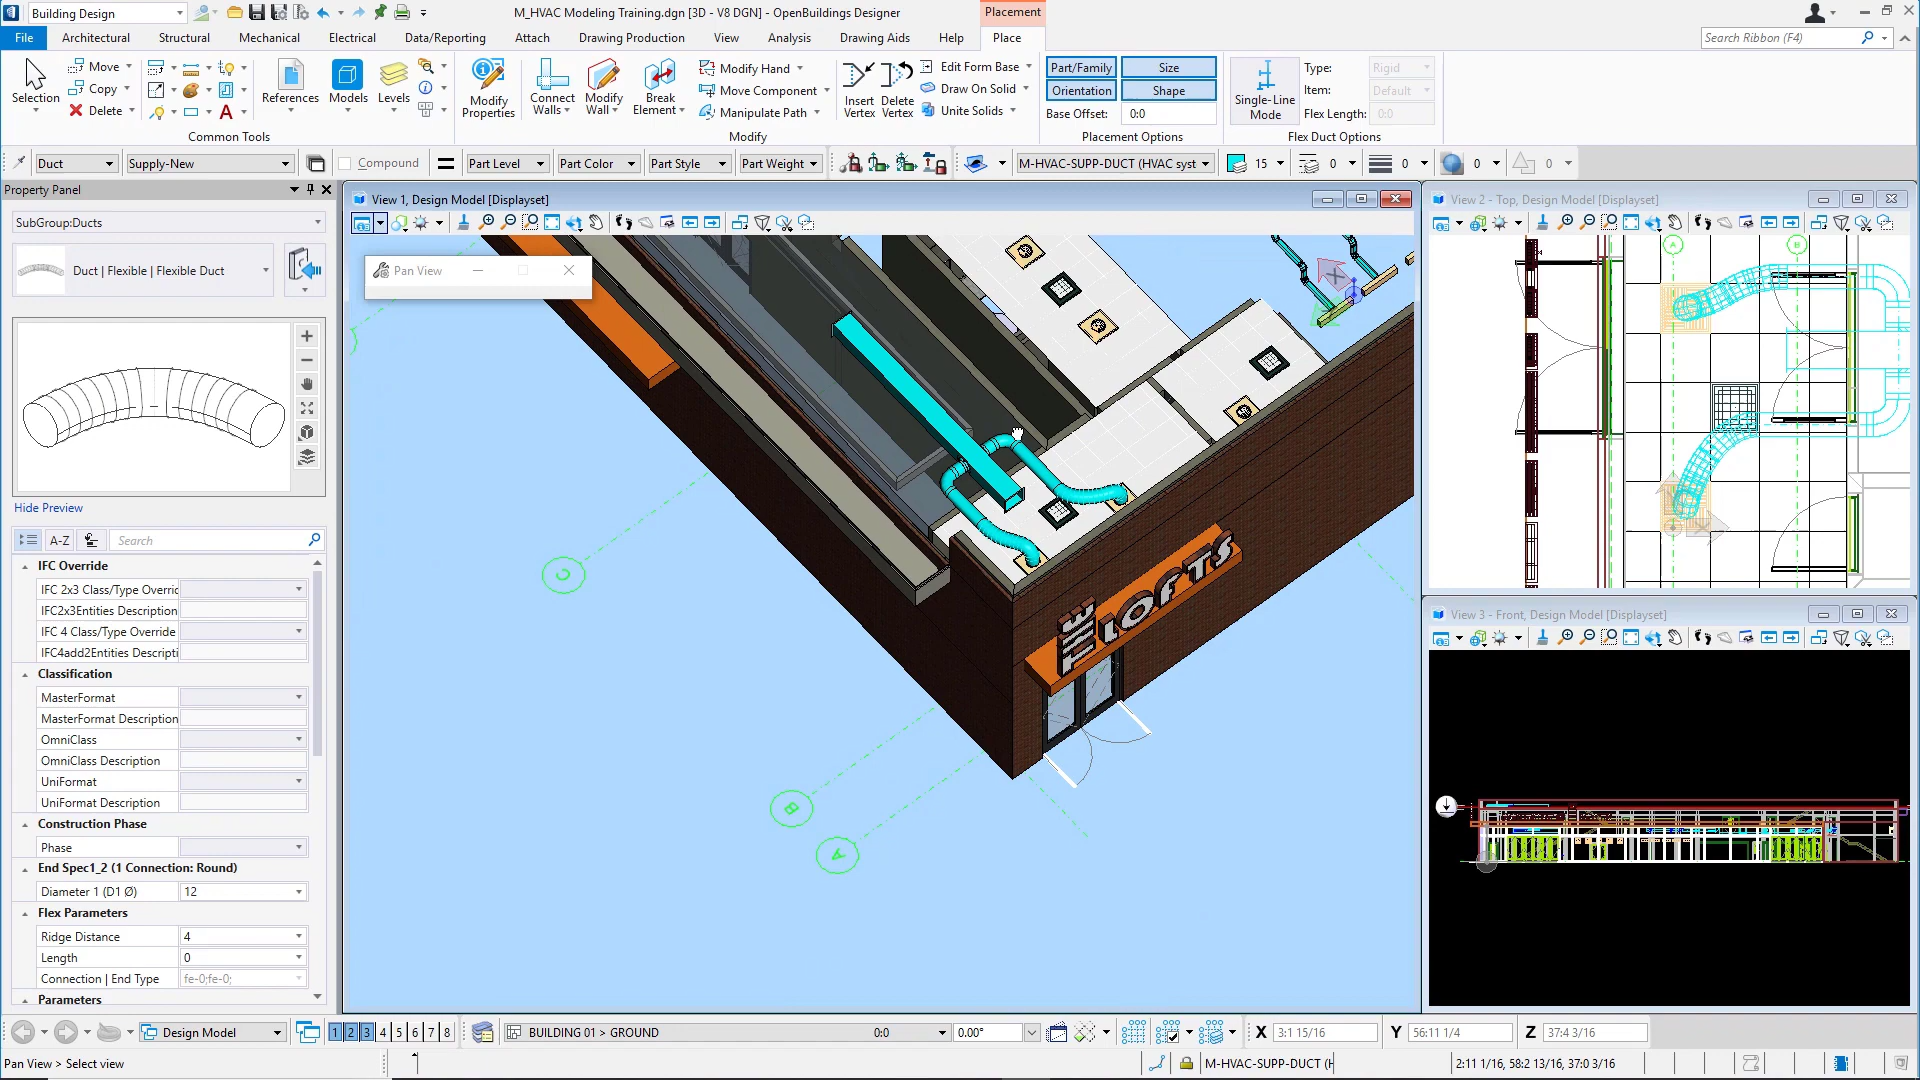 Building Design
M_HVAC Modeling Training.dgn [3D - V8 DGN] - OpenBuildings Designer
Placement
File
Architectural
Structural
Mechanical
Electrical
Data/Reporting
Attach
Drawing Production
View
Analysis
Drawing Aids
Help
Place
Search Ribbon (F4)
Selection
Move
Copy
Delete
Common Tools
References
Models
Levels
Modify Properties
Connect Walls
Modify Wall
Break Element
Modify Hand
Move Component
Manipulate Path
Modify
Insert Vertex
Delete Vertex
Edit Form Base
Draw On Solid
Unite Solids
Part/Family
Size
Orientation
Shape
Base Offset:
0:0
Placement Options
Single-Line Mode
Type:
Rigid
Item:
Default
Flex Length:
0:0
Flex Duct Options
Duct
Supply-New
Compound
Part Level
Part Color
Part Style
Part Weight
M-HVAC-SUPP-DUCT (HVAC syst
15
0
0
0
0
Property Panel
SubGroup:Ducts
Duct | Flexible | Flexible Duct
Hide Preview
A-Z
Search
IFC Override
IFC 2x3 Class/Type Overric
IFC2x3Entities Description
IFC 4 Class/Type Override
IFC4add2Entities Descripti
Classification
MasterFormat
MasterFormat Description
OmniClass
OmniClass Description
UniFormat
UniFormat Description
Construction Phase
Phase
End Spec1_2 (1 Connection: Round)
Diameter 1 (D1 Ø)
12
Flex Parameters
Ridge Distance
4
Length
0
Connection | End Type
fe-0;fe-0;
Parameters
View 1, Design Model [Displayset]
Pan View
X
C
B
A
THE
LOFTS
View 2 - Top, Design Model [Displayset]
A
B
View 3 - Front, Design Model [Displayset]
Design Model
1 2 3 4 5 6 7 8
BUILDING 01 > GROUND
0:0
0.00°
X
3:1 15/16
Y
56:11 1/4
Z
37:4 3/16
Pan View > Select view
M-HVAC-SUPP-DUCT (H
2:11 1/16, 58:2 13/16, 37:0 3/16